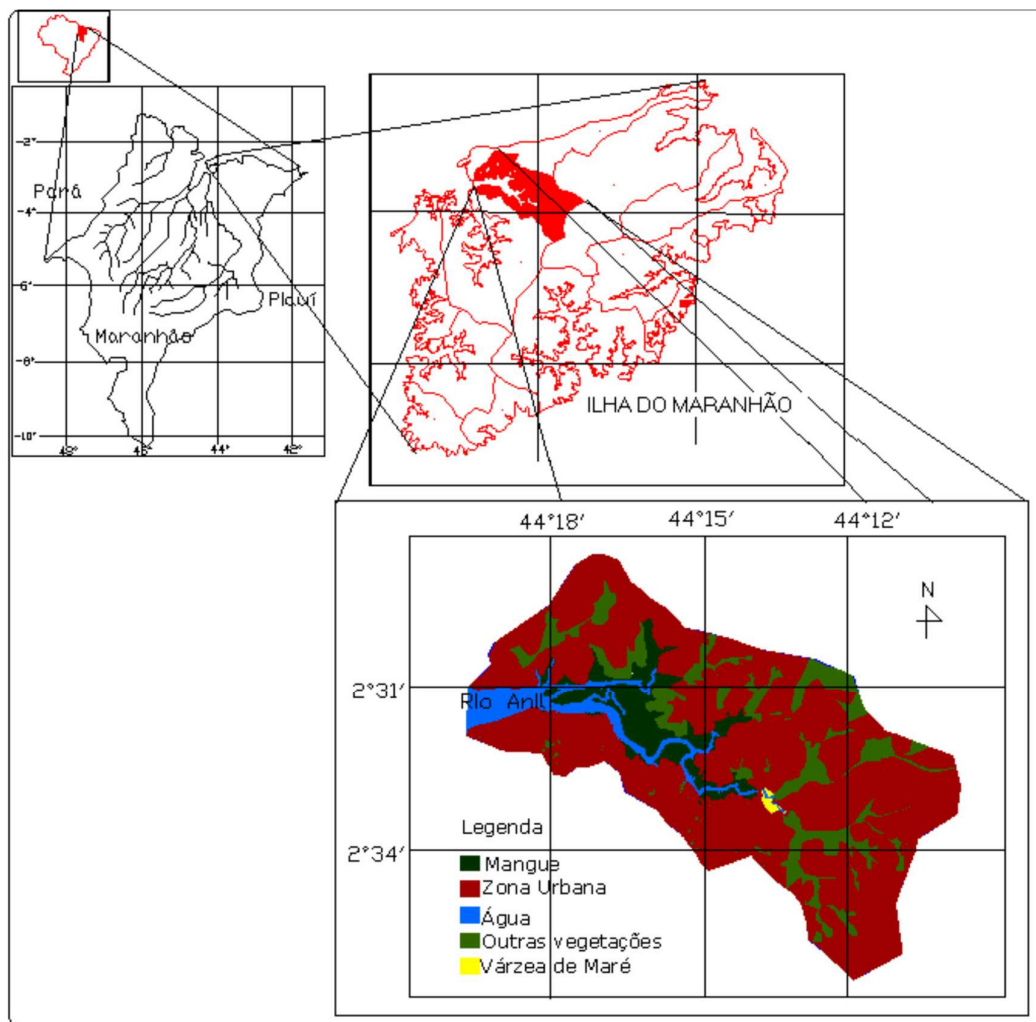 -2°
Pará
-4°
-6°
Piauí
Maranhão
-8°
-10°
48°
46°
44°
42°
ILHA DO MARANHÃO
44°18′
44°15′
44°12′
N
2°31′
Rio Anil
2°34′
Legenda
Mangue
Zona Urbana
Água
Outras vegetações
Várzea de Maré